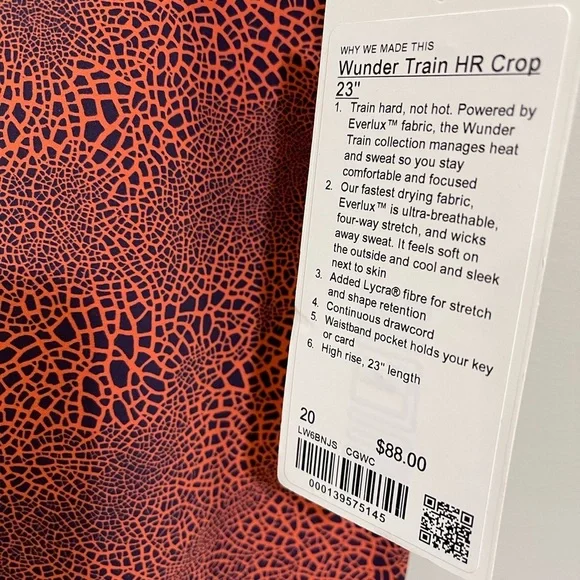 WHY WE MADE THIS
Wunder Train HR Crop
23"
1. Train hard, not hot. Powered by
Everlux™ fabric, the Wunder
Train collection manages heat
and sweat so you stay
comfortable and focused
2. Our fastest drying fabric,
Everlux™ is ultra-breathable,
four-way stretch, and wicks
away sweat. It feels soft on
the outside and cool and sleek
next to skin
3. Added Lycra® fibre for stretch
and shape retention
4. Continuous drawcord
5. Waistband pocket holds your key
or card
6. High rise, 23" length
20
$88.00
LW6BNJS CGWC
000139575145